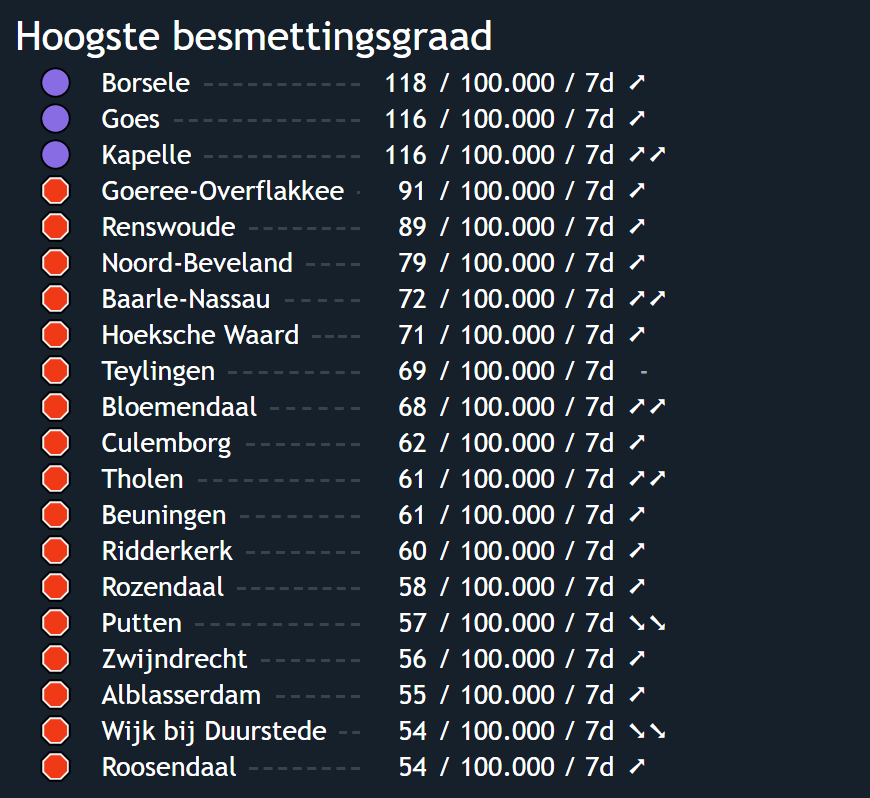 Hoogste besmettingsgraad
Borsele ------------ 118 / 100.000 / 7d ➚
Goes -------------- 116 / 100.000 / 7d ➚
Kapelle ------------ 116 / 100.000 / 7d ➚➚
Goeree-Overflakkee - 91 / 100.000 / 7d ➚
Renswoude -------- 89 / 100.000 / 7d ➚
Noord-Beveland ---- 79 / 100.000 / 7d ➚
Baarle-Nassau ------ 72 / 100.000 / 7d ➚➚
Hoeksche Waard ---- 71 / 100.000 / 7d ➚
Teylingen ---------- 69 / 100.000 / 7d -
Bloemendaal ------- 68 / 100.000 / 7d ➚➚
Culemborg --------- 62 / 100.000 / 7d ➚
Tholen ------------ 61 / 100.000 / 7d ➚➚
Beuningen --------- 61 / 100.000 / 7d ➚
Ridderkerk --------- 60 / 100.000 / 7d ➚
Rozendaal --------- 58 / 100.000 / 7d ➚
Putten ------------- 57 / 100.000 / 7d ➘➘
Zwijndrecht ------- 56 / 100.000 / 7d ➚
Alblasserdam ------ 55 / 100.000 / 7d ➚
Wijk bij Duurstede -- 54 / 100.000 / 7d ➘➘
Roosendaal -------- 54 / 100.000 / 7d ➚